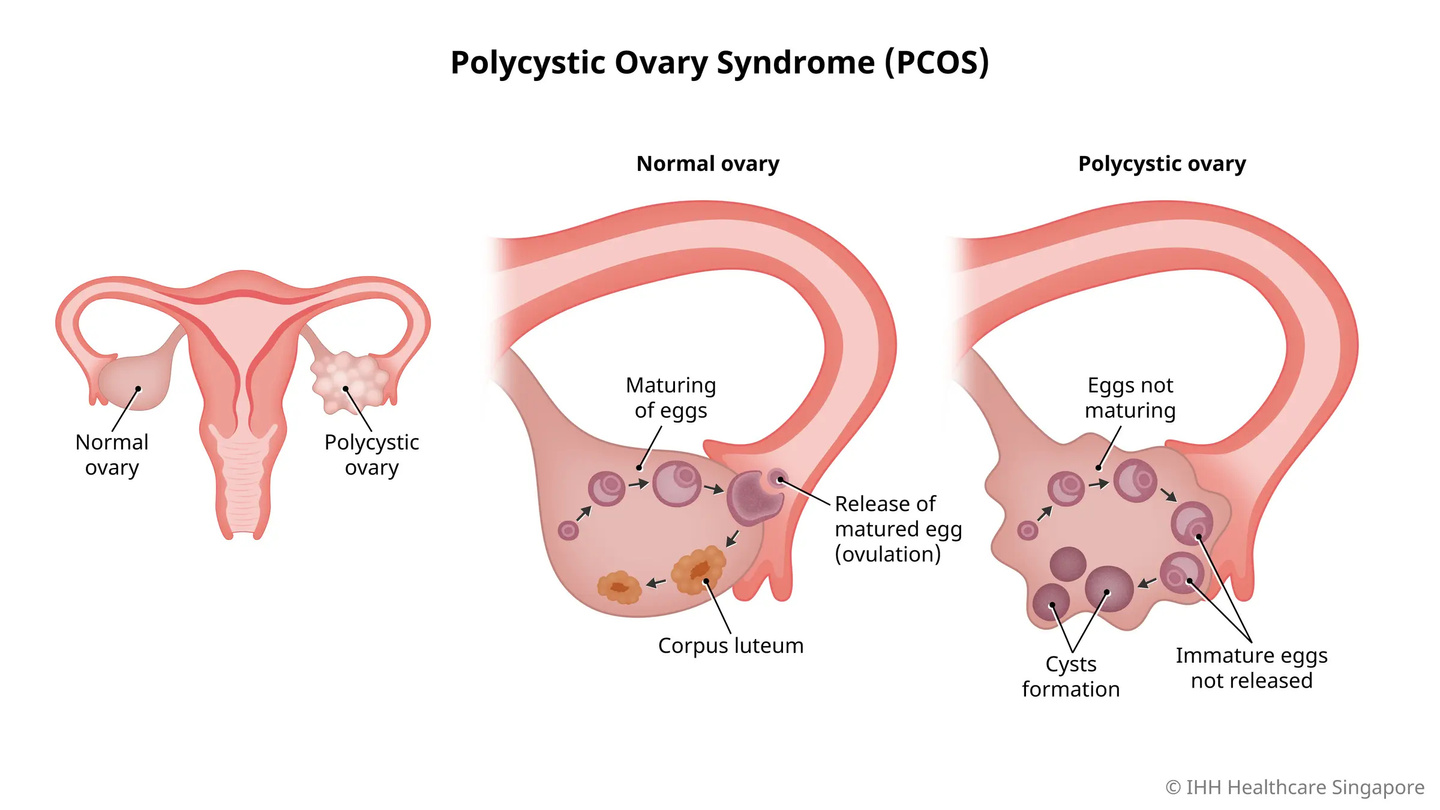 Polycystic Ovary Syndrome (PCOS)
Normal
ovary
Polycystic
ovary
Normal ovary
Maturing
of eggs
Release of
matured egg
(ovulation)
Corpus luteum
Polycystic ovary
Eggs not
maturing
Cysts
formation
Immature eggs
not released
© IHH Healthcare Singapore